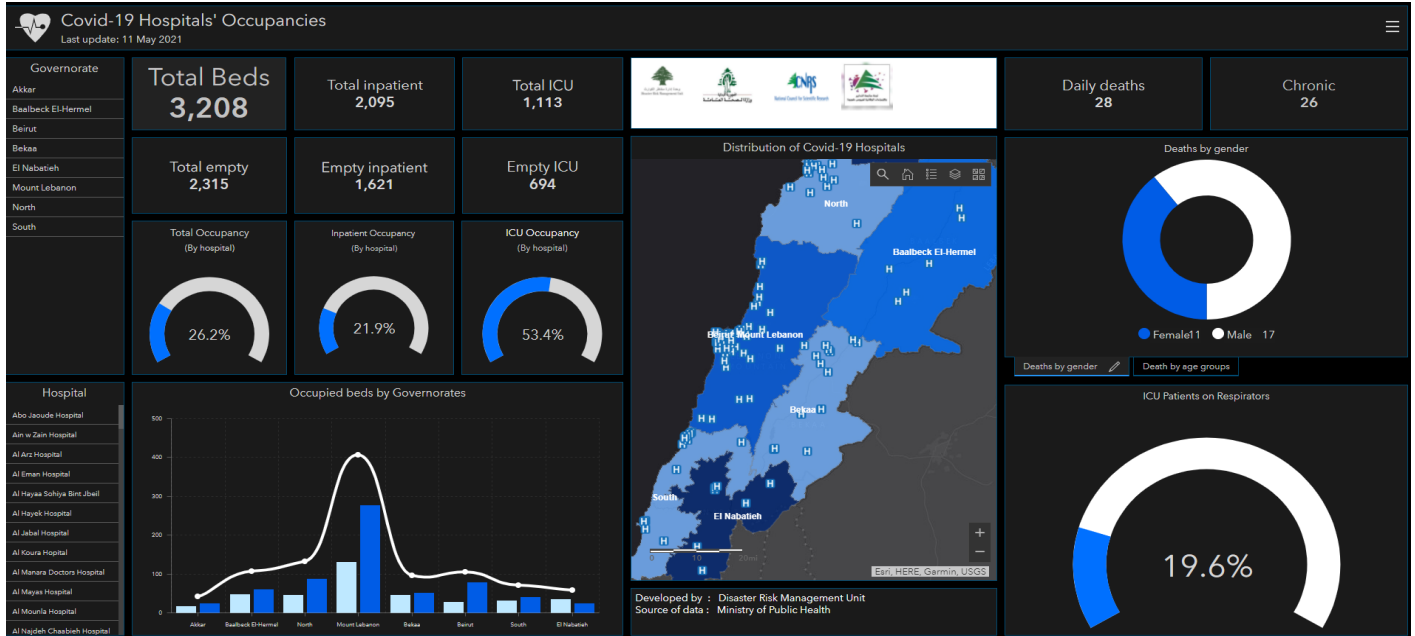 Covid-19 Hospitals' Occupancies
Last update: 11 May 2021
Governorate
Akkar
Baalbeck El-Hermel
Beirut
Bekaa
El Nabatieh
Mount Lebanon
North
South
Total Beds
3,208
Total inpatient
2,095
Total ICU
1,113
Total empty
2,315
Empty inpatient
1,621
Empty ICU
694
Total Occupancy
(By hospital)
26.2%
Inpatient Occupancy
(By hospital)
21.9%
ICU Occupancy
(By hospital)
53.4%
CNRS
National Council for Scientific Research
Distribution of Covid-19 Hospitals
North
Baalbeck El-Hermel
Beirut
Mount Lebanon
Bekaa
South
El Nabatieh
0 10 20mi
Esri, HERE, Garmin, USGS
Developed by : Disaster Risk Management Unit
Source of data : Ministry of Public Health
Daily deaths
28
Chronic
26
Deaths by gender
Female11 Male 17
Deaths by gender
Death by age groups
ICU Patients on Respirators
19.6%
Hospital
Abo Jaoude Hospital
Ain w Zain Hospital
Al Arz Hospital
Al Eman Hospital
Al Hayaa Sohiya Bint Jbeil
Al Hayek Hospital
Al Jabal Hospital
Al Koura Hopital
Al Manara Doctors Hospital
Al Mayas Hospital
Al Mounla Hospital
Al Najdeh Chaabieh Hospital
Occupied beds by Governorates
500
400
300
200
100
0
Akkar Baalbeck El-Hermel North Mount Lebanon Bekaa Beirut South El Nabatieh